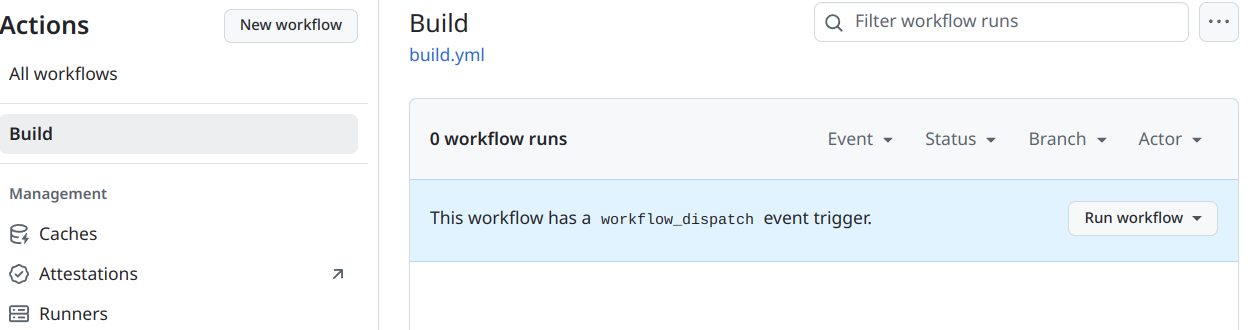 Actions
New workflow
All workflows
Build
Management
Caches
Attestations
Runners
Build
build.yml
Filter workflow runs
0 workflow runs
Event
Status
Branch
Actor
This workflow has a workflow_dispatch event trigger.
Run workflow